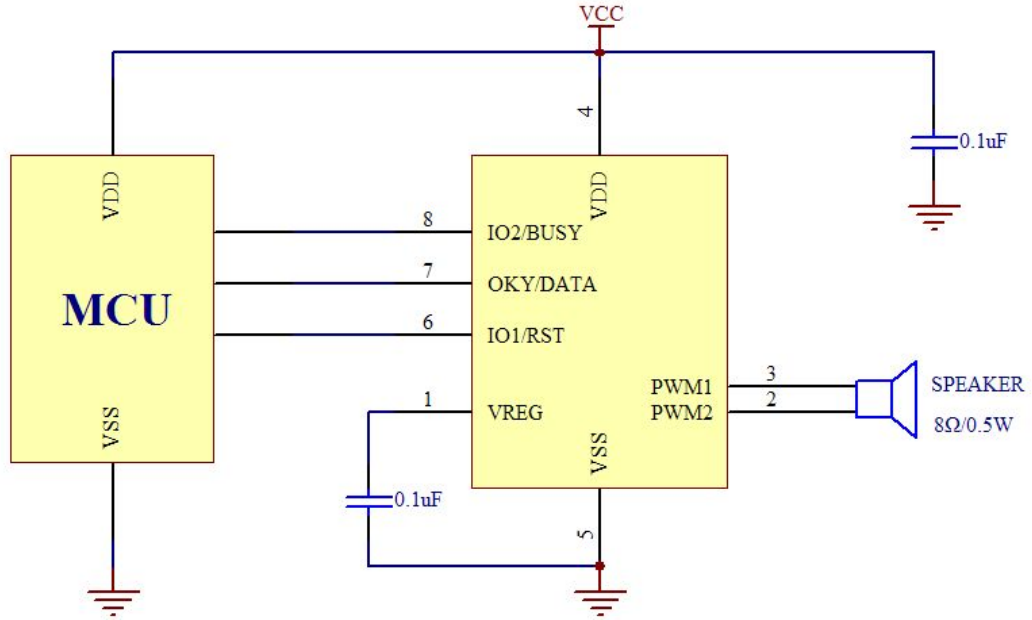 VCC
4
0.1uF
VDD
VDD
8
IO2/BUSY
7
OKY/DATA
MCU
6
IO1/RST
3
PWM1
SPEAKER
1
VREG
2
PWM2
8Ω/0.5W
VSS
VSS
0.1uF
5